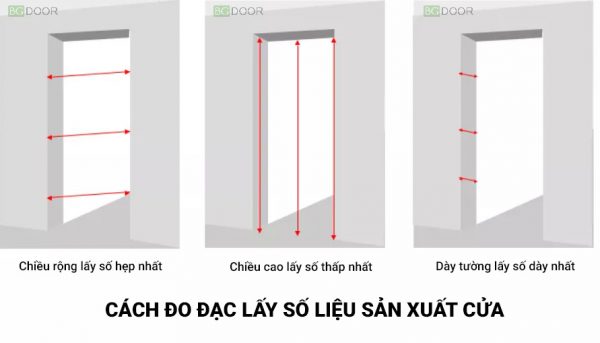 BGDOOR
BGDOOR
BGDOOR
Chiều rộng lấy số hẹp nhất
Chiều cao lấy số thấp nhất
Dày tường lấy số dày nhất
CÁCH ĐO ĐẠC LẤY SỐ LIỆU SẢN XUẤT CỬA